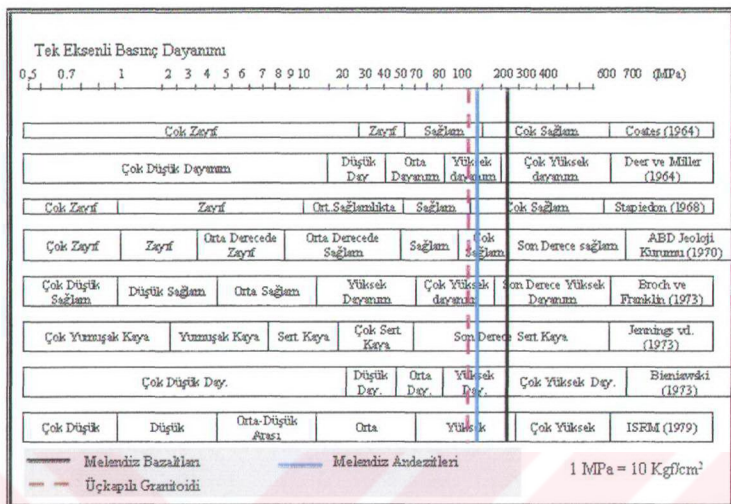 Tek Eksenli Basınç Dayanımı
0,5 0.7 1 2 3 4 5 6 7 8 9 10 20 30 40 50 70 80 100 200 300 400 600 700 (MPa)
Çok Zayıf Zayıf Sağlam Çok Sağlam Coates (1964)
Çok Düşük Dayanım Düşük Day Orta Dayanım Yüksek dayanım Çok Yüksek dayanım Deer ve Miller (1964)
Çok Zayıf Zayıf Ort.Sağlamlıkta Sağlam Çok Sağlam Stapiedon (1968)
Çok Zayıf Zayıf Orta Derecede Zayıf Orta Derecede Sağlam Sağlam Çok Sağlam Son Derece sağlam ABD Jeoloji Kurumu (1970)
Çok Düşük Sağlam Düşük Sağlam Orta Sağlam Yüksek Dayanım Çok Yüksek dayanım Son Derece Yüksek Dayanım Broch ve Franklin (1973)
Çok Yumuşak Kaya Yumuşak Kaya Sert Kaya Çok Sert Kaya Son Derece Sert Kaya Jennings vd. (1973)
Çok Düşük Day. Düşük Day. Orta Day. Yüksek Day. Çok Yüksek Day. Bieniawski (1973)
Çok Düşük Düşük Orta-Düşük Arası Orta Yüksek Çok Yüksek ISRM (1979)
Melendiz Bazaltları Melendiz Andezitleri 1 MPa = 10 Kgf/cm²
Üçkapılı Granitoidi